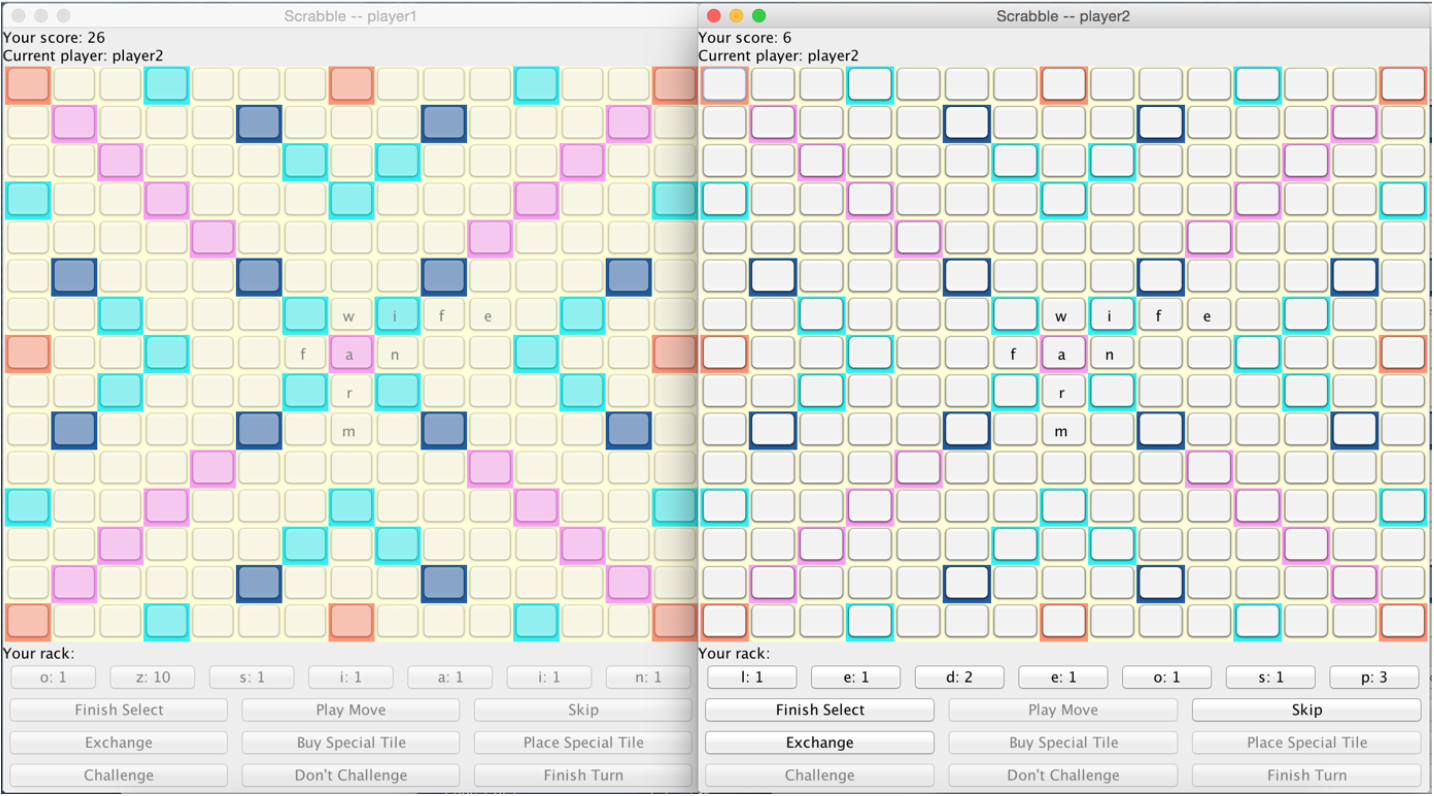 Scrabble -- player1
Your score: 26
Current player: player2
w i f e
f a n
r
m
Your rack:
o: 1 z: 10 s: 1 i: 1 a: 1 i: 1 n: 1
Finish Select Play Move Skip
Exchange Buy Special Tile Place Special Tile
Challenge Don't Challenge Finish Turn
Scrabble -- player2
Your score: 6
Current player: player2
w i f e
f a n
r
m
Your rack:
l: 1 e: 1 d: 2 e: 1 o: 1 s: 1 p: 3
Finish Select Play Move Skip
Exchange Buy Special Tile Place Special Tile
Challenge Don't Challenge Finish Turn